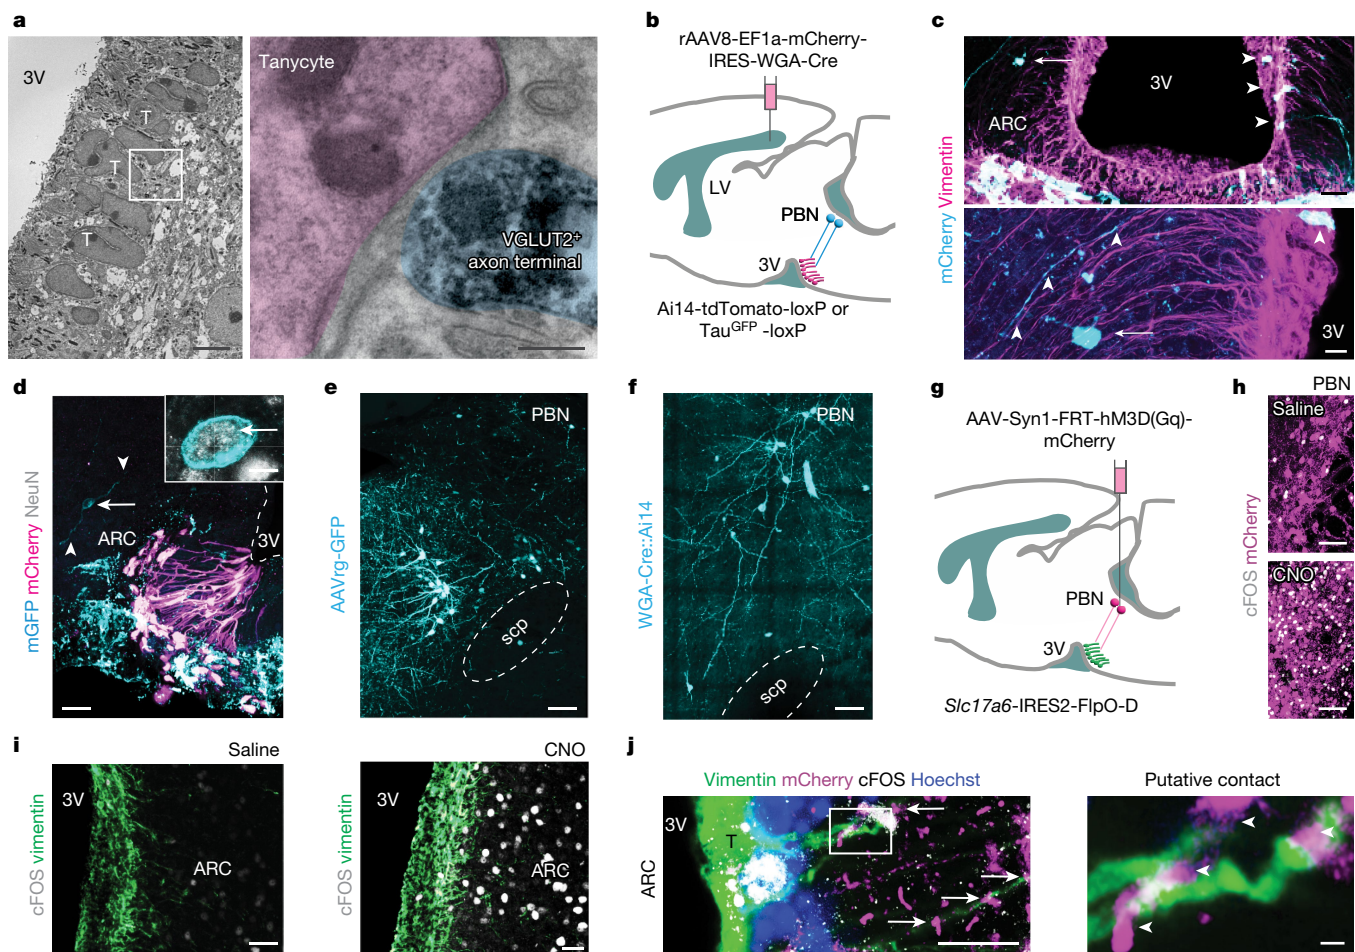 a
3V
T
T
T
Tanycyte
VGLUT2⁺
axon terminal
b
rAAV8-EF1a-mCherry-
IRES-WGA-Cre
LV
PBN
3V
Ai14-tdTomato-loxP or
Tauᴳᶠᴾ -loxP
c
mCherry Vimentin
3V
ARC
3V
d
mGFP mCherry NeuN
ARC
3V
e
AAVrg-GFP
PBN
scp
f
WGA-Cre::Ai14
PBN
scp
g
AAV-Syn1-FRT-hM3D(Gq)-
mCherry
PBN
3V
Slc17a6-IRES2-FlpO-D
h
PBN
cFOS mCherry
Saline
CNO
i
Saline
cFOS vimentin
3V
ARC
CNO
cFOS vimentin
3V
ARC
j
Vimentin mCherry cFOS Hoechst
ARC
3V
T
Putative contact